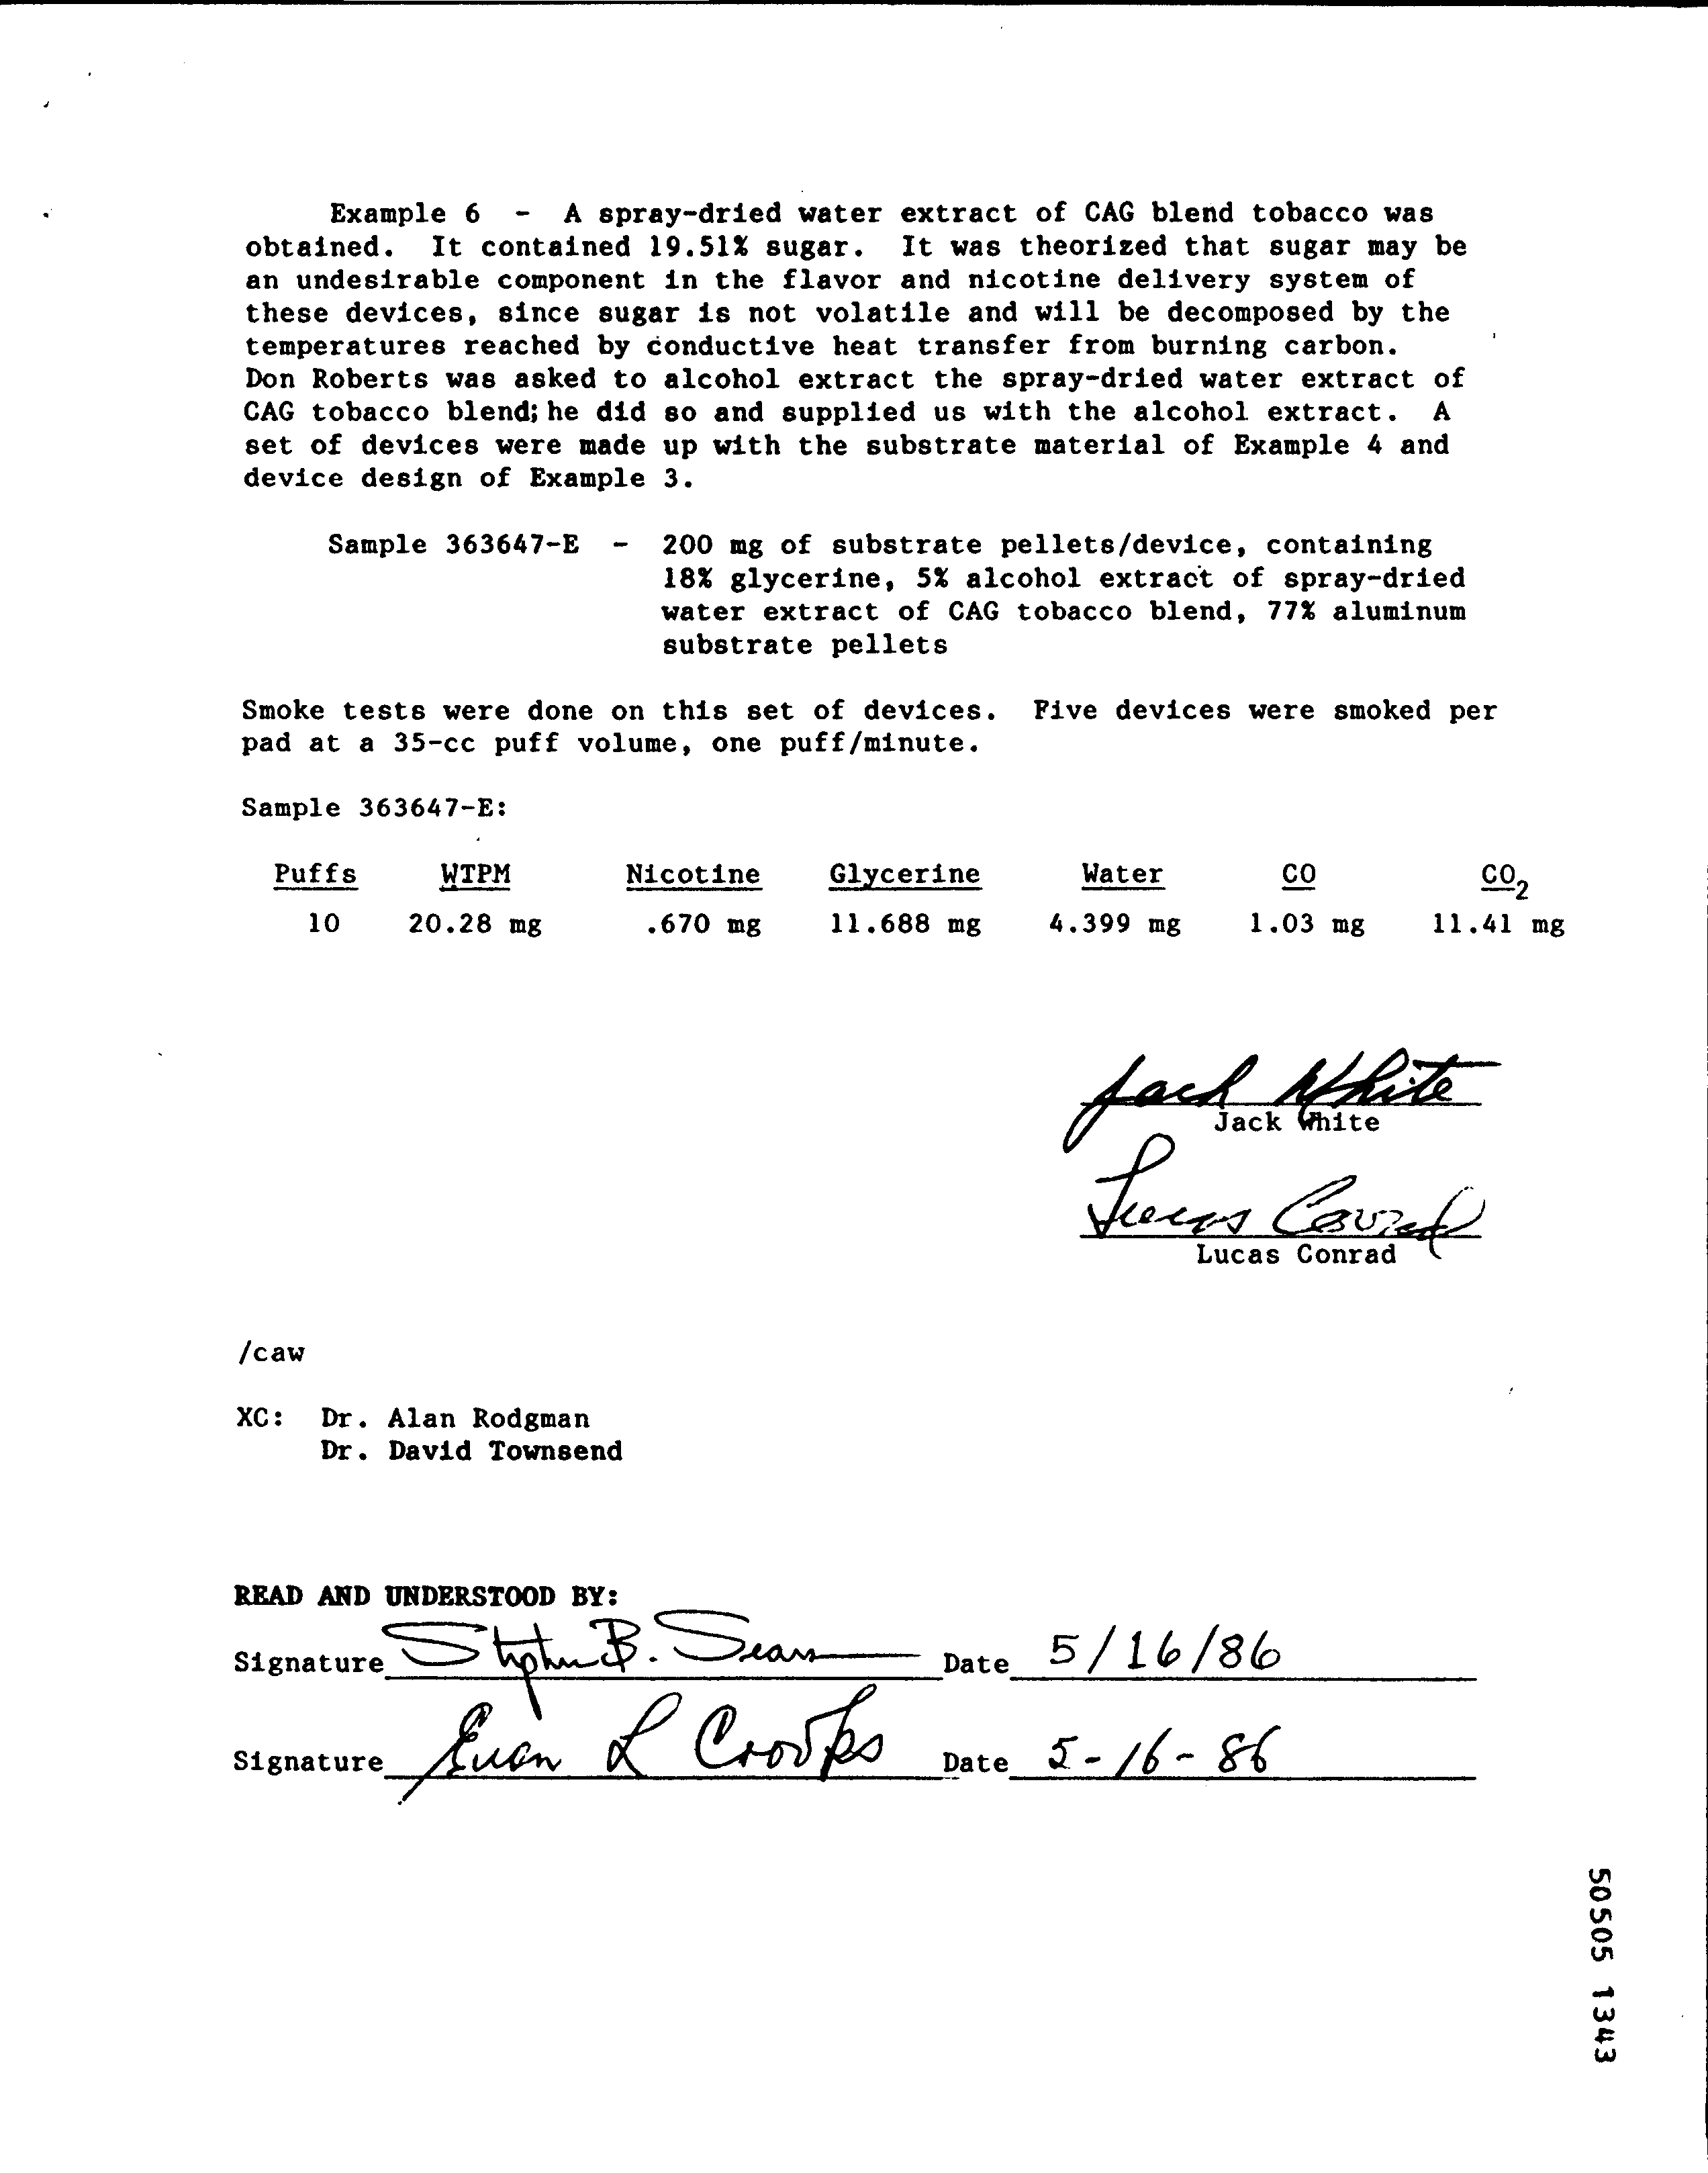 Example 6 - A spray-dried water extract of CAG blend tobacco was
obtained. It contained 19.51% sugar. It was theorized that sugar may be
an undesirable component in the flavor and nicotine delivery system of
these devices, since sugar is not volatile and will be decomposed by the
temperatures reached by conductive heat transfer from burning carbon.
Don Roberts was asked to alcohol extract the spray-dried water extract of
CAG tobacco blend; he did so and supplied us with the alcohol extract. A
set of devices were made up with the substrate material of Example 4 and
device design of Example 3.
Sample 363647-E - 200 mg of substrate pellets/device, containing
18% glycerine, 5% alcohol extract of spray-dried
water extract of CAG tobacco blend, 77% aluminum
substrate pellets
Smoke tests were done on this set of devices. Five devices were smoked per
pad at a 35-cc puff volume, one puff/minute.
Sample 363647-E:
Puffs WTPM Nicotine Glycerine Water CO CO2
10 20.28 mg .670 mg 11.688 mg 4.399 mg 1.03 mg 11.41 mg
Jack White
Jack White
Lucas Conrad
Lucas Conrad
/caw
XC: Dr. Alan Rodgman
Dr. David Townsend
READ AND UNDERSTOOD BY:
Signature Stephen B. Sears Date 5/16/86
Signature Evan L Crooks Date 5-16-86
50505 1343